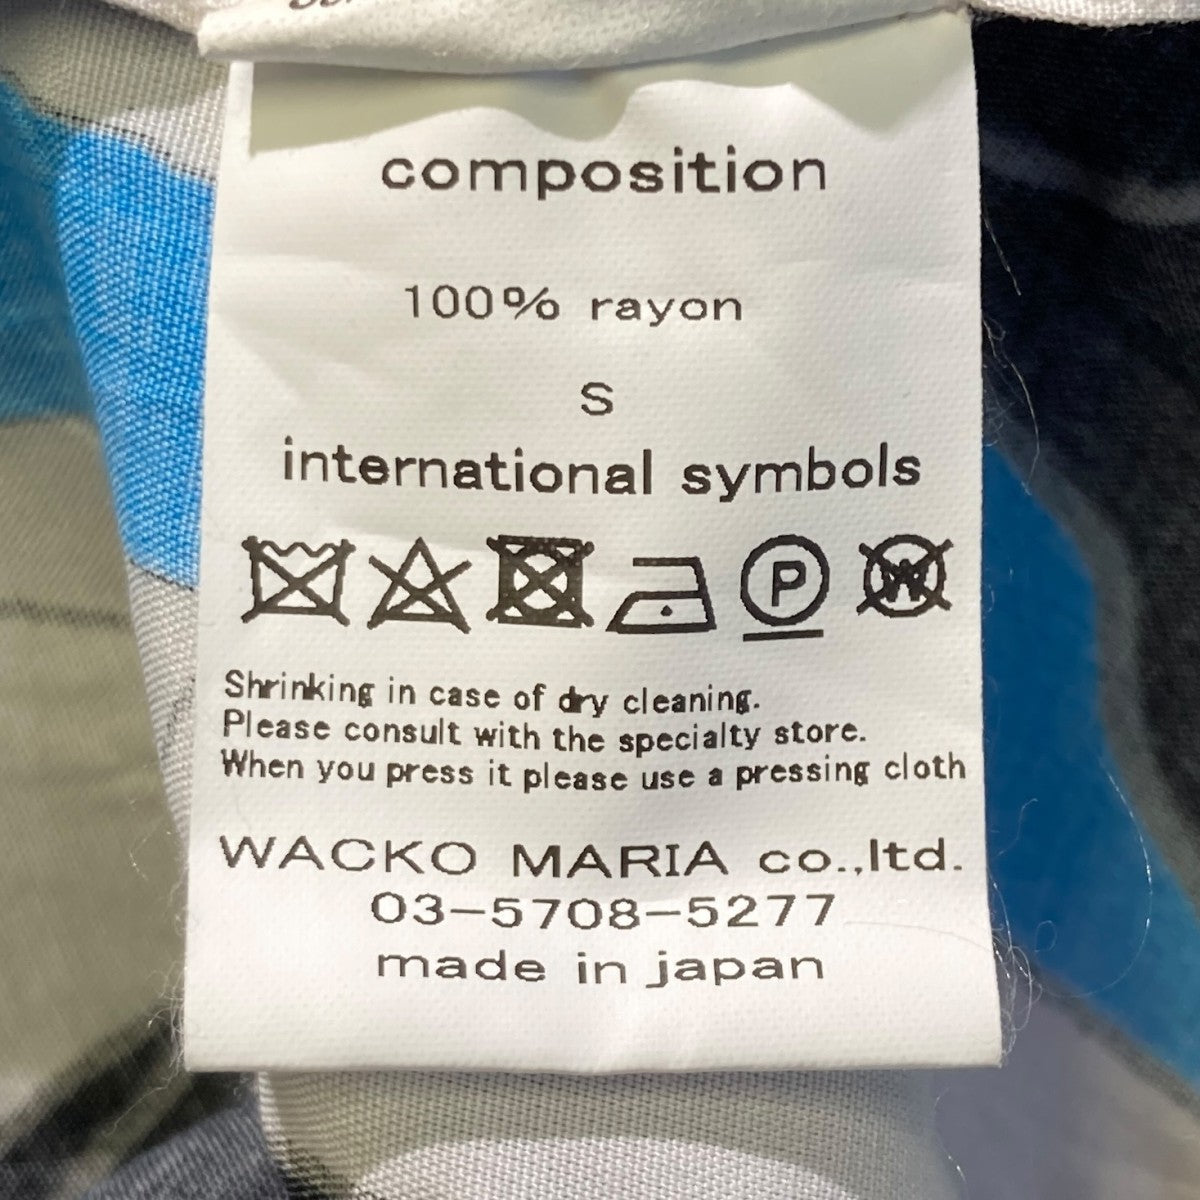 composition
100% rayon
S
international symbols
P W
Shrinking in case of dry cleaning.
Please consult with the specialty store.
When you press it please use a pressing cloth
WACKO MARIA co.,ltd.
03-5708-5277
made in japan